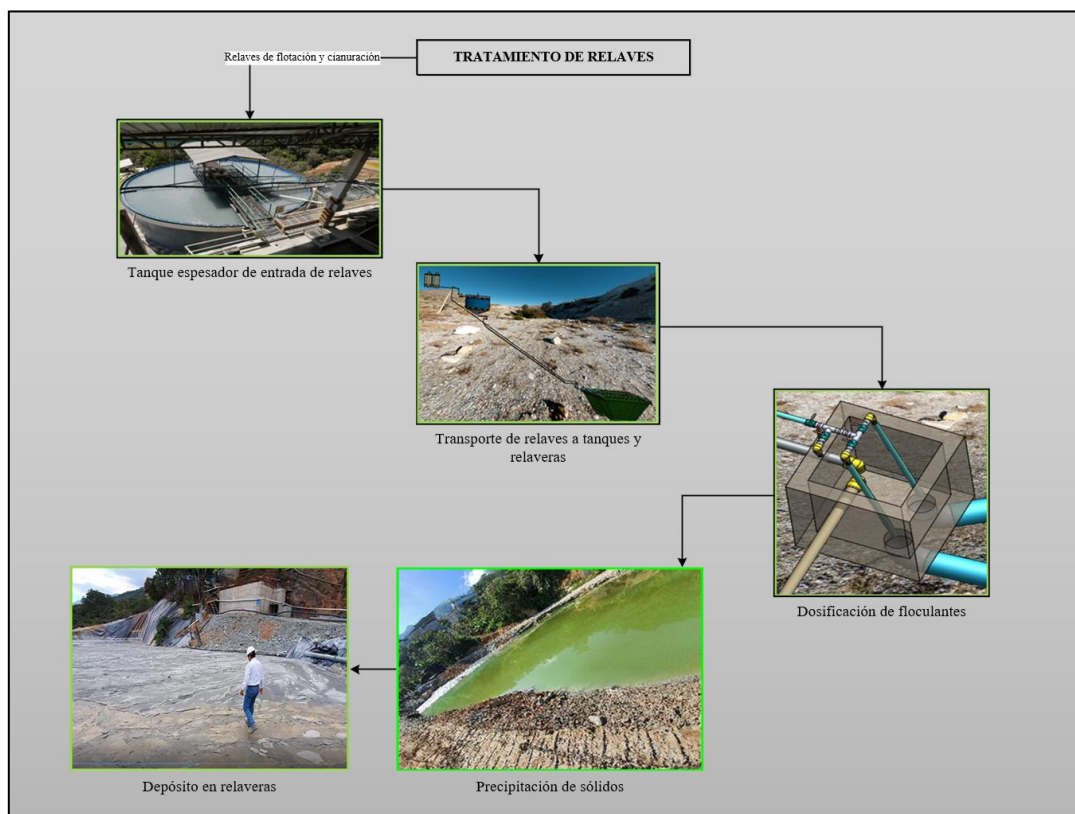 TRATAMIENTO DE RELAVES
Relaves de flotación y cianuración
Tanque espesador de entrada de relaves
Transporte de relaves a tanques y
relaveras
Dosificación de floculantes
Precipitación de sólidos
Depósito en relaveras